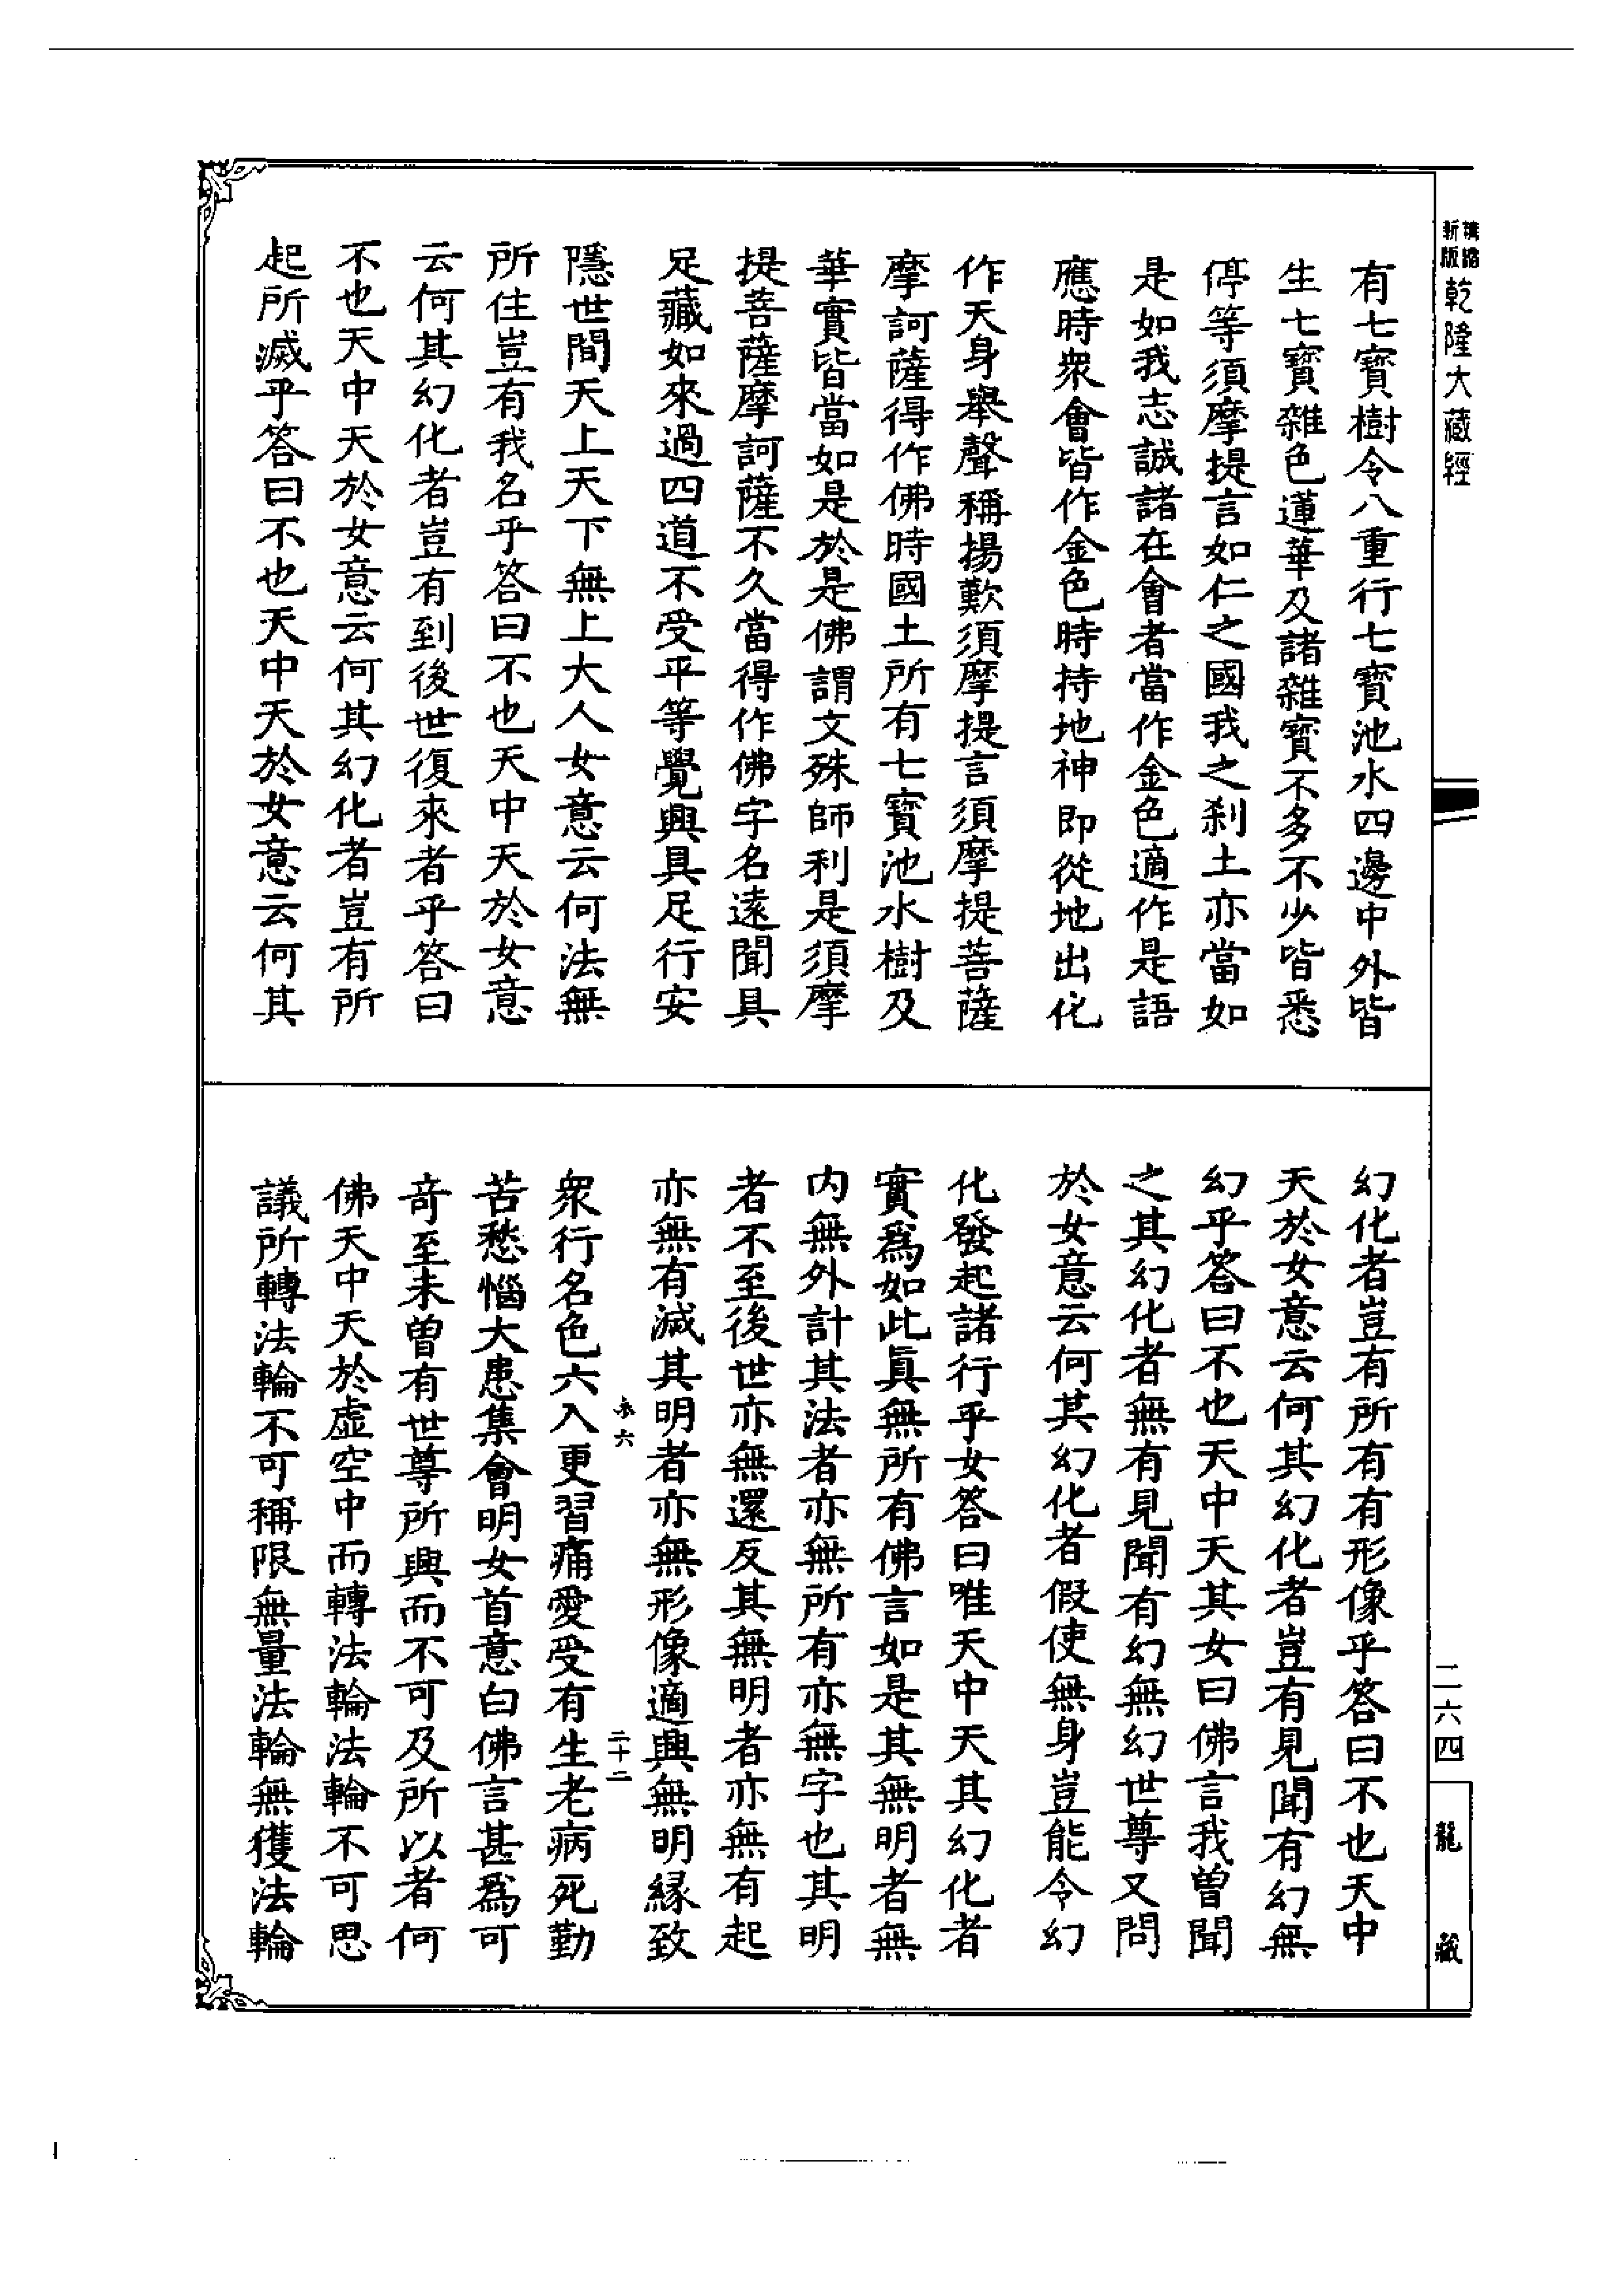 有七寶樹令八重行七寶池水四邊中外皆
生七寶雜色蓮華及諸雜寶不多不少皆悉
停等須摩提言如仁之國我之刹土亦當如
是如我志誠諸在會者當作金色適作是語
應時衆會皆作金色時持地神即從地出化
作天身舉聲稱揚歎須摩提言須摩提菩薩
摩訶薩得作佛時國土所有七寶池水樹及
華實皆當如是於是佛謂文殊師利是須摩
提菩薩摩訶薩不久當得作佛字名遠聞具
足藏如來過四道不受平等覺興具足行安
隱世間天上天下無上大人女意云何法無
所住豈有我名乎答曰不也天中天於女意
云何其幻化者豈有到後世復來者乎答曰
不也天中天於女意云何其幻化者豈有所
起所滅乎答曰不也天中天於女意云何其
幻化者豈有所有有形像乎答曰不也天中
天於女意云何其幻化者豈有見聞有幻無
幻乎答曰不也天中天其女曰佛言我曾聞
之其幻化者無有見聞有幻無幻世尊又問
於女意云何其幻化者假使無身豈能令幻
化發起諸行乎女答曰唯天中天其幻化者
實為如此真無所有佛言如是其無明者無
内無外計其法者亦無所有亦無字也其明
者不至後世亦無還反其無明者亦無有起
亦無有滅其明者亦無形像適興無明緣致
衆行名色六入更習痛愛受有生老病死勤
苦愁惱大患集會明女首意白佛言甚為可
奇至未曾有世尊所興而不可及所以者何
佛天中天於虛空中而轉法輪法輪不可思
議所轉法輪不可稱限無量法輪無獲法輪
六
二十二
新版
乾隆大藏經
二六四
龍藏